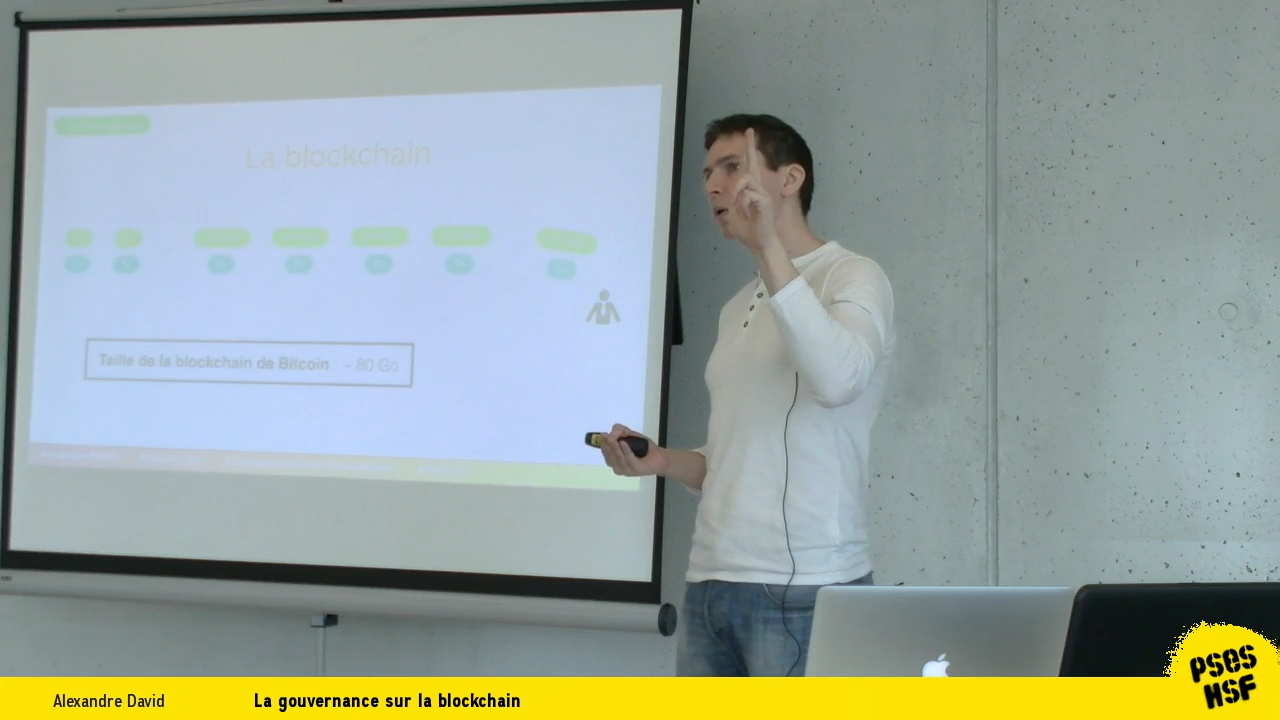 La blockchain
Taille de la blockchain de Bitcoin ~ 80 Go
Alexandre David La gouvernance sur la blockchain
PSES
HSF